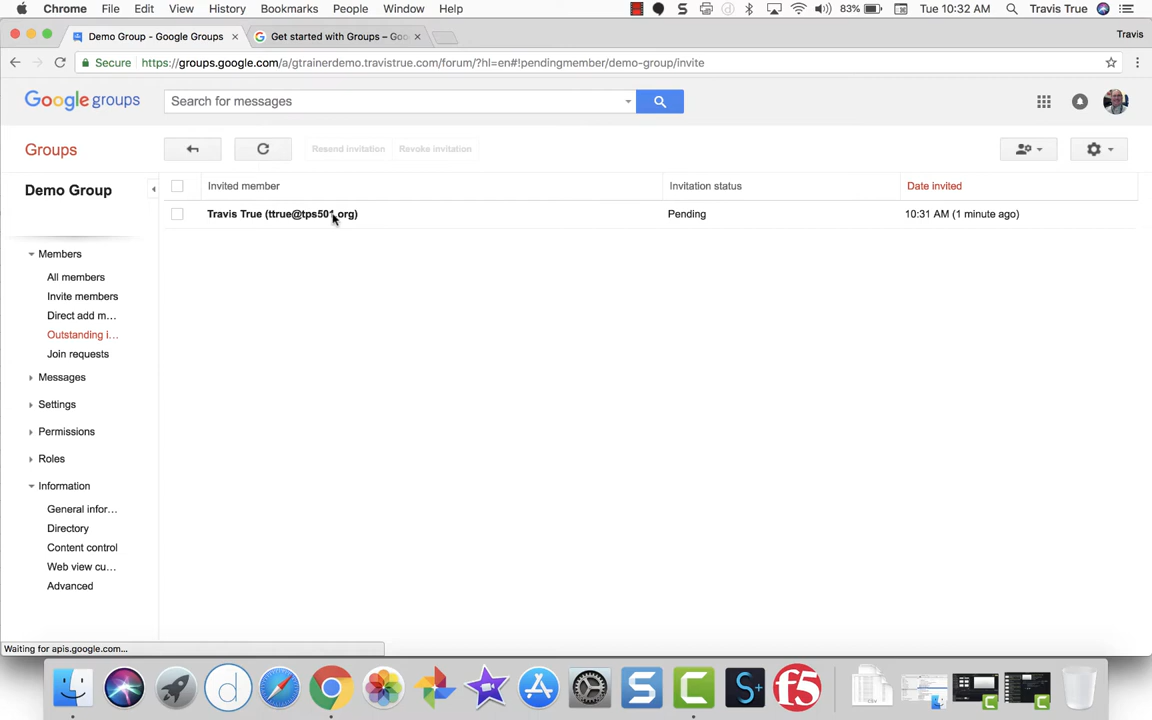 Chrome File Edit View History Bookmarks People Window Help 83% Tue 10:32 AM Travis True
Demo Group - Google Groups Get started with Groups – Goo Travis
Secure https://groups.google.com/a/gtrainerdemo.travistrue.com/forum/?hl=en#!pendingmember/demo-group/invite
Google groups Search for messages
Groups Resend invitation Revoke invitation
Demo Group
Invited member Invitation status Date invited
Travis True (ttrue@tps501.org) Pending 10:31 AM (1 minute ago)
Members
All members
Invite members
Direct add m...
Outstanding i...
Join requests
Messages
Settings
Permissions
Roles
Information
General infor...
Directory
Content control
Web view cu...
Advanced
Waiting for apis.google.com...
d S C S+ f5 CSV C C